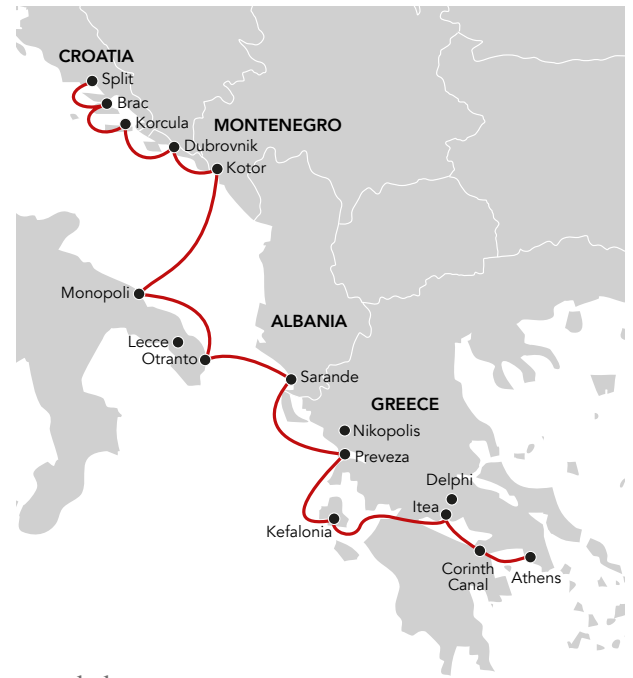 CROATIA
Split
Brac
Korcula
MONTENEGRO
Dubrovnik
Kotor
Monopoli
ALBANIA
Lecce
Otranto
Sarande
GREECE
Nikopolis
Preveza
Delphi
Itea
Kefalonia
Corinth
Canal
Athens